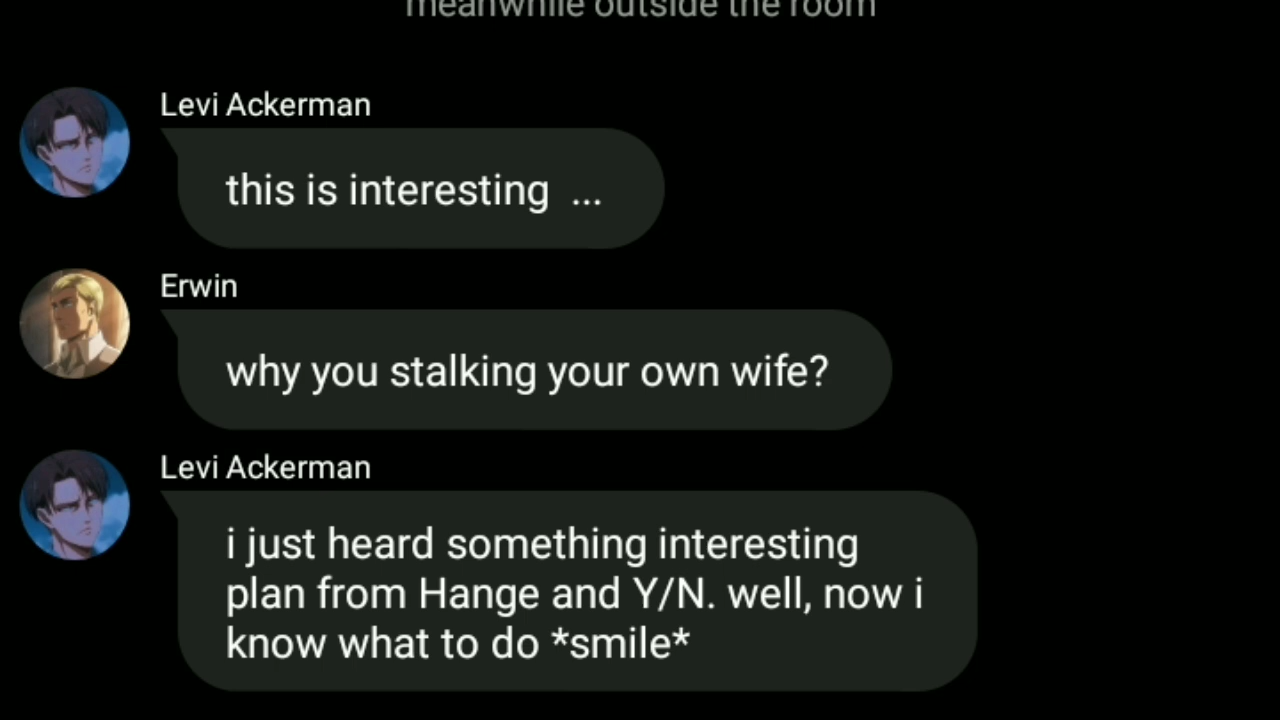 meanwhile outside the room
Levi Ackerman
this is interesting  ...
Erwin
why you stalking your own wife?
Levi Ackerman
i just heard something interesting
plan from Hange and Y/N. well, now i
know what to do *smile*